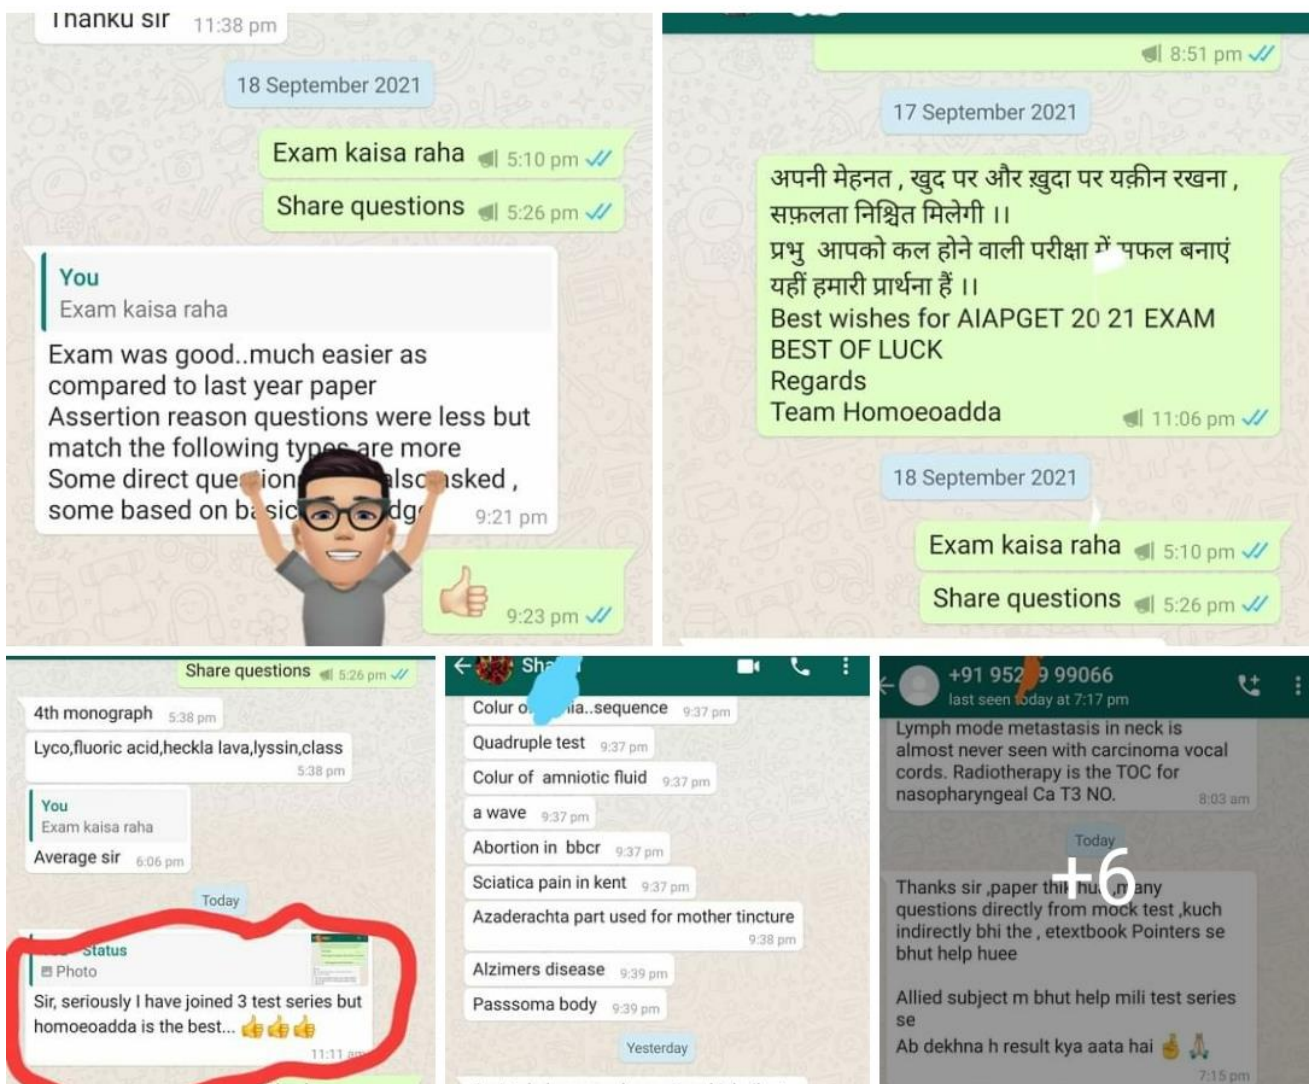 Thanku sir 11:38 pm
18 September 2021
Exam kaisa raha 5:10 pm
Share questions 5:26 pm
You
Exam kaisa raha
Exam was good..much easier as
compared to last year paper
Assertion reason questions were less but
match the following types are more
Some direct also asked ,
some based on 9:21 pm
9:23 pm
8:51 pm
17 September 2021
अपनी मेहनत , खुद पर और ख़ुदा पर यक़ीन रखना ,
सफ़लता निश्चित मिलेगी ।।
प्रभु आपको कल होने वाली परीक्षा में सफल बनाएं
यहीं हमारी प्रार्थना हैं ।।
Best wishes for AIAPGET 20 21 EXAM
BEST OF LUCK
Regards
Team Homoeoadda 11:06 pm
18 September 2021
Exam kaisa raha 5:10 pm
Share questions 5:26 pm
Share questions 5:26 pm
4th monograph 5:38 pm
Lyco,fluoric acid,heckla lava,lyssin,class
5:38 pm
You
Exam kaisa raha
Average sir 6:06 pm
Today
Status
Photo
Sir, seriously I have joined 3 test series but
homoeoadda is the best...
11:11 am
Colur sequence 9:37 pm
Quadruple test 9:37 pm
Colur of amniotic fluid 9:37 pm
a wave 9:37 pm
Abortion in bbcr 9:37 pm
Sciatica pain in kent 9:37 pm
Azaderachta part used for mother tincture
9:38 pm
Alzimers disease 9:39 pm
Passsoma body 9:39 pm
Yesterday
+91 952 9 99066
last seen today at 7:17 pm
Lymph mode metastasis in neck is
almost never seen with carcinoma vocal
cords. Radiotherapy is the TOC for
nasopharyngeal Ca T3 NO. 8:03 am
Today
+6
Thanks sir ,paper thik hua ,many
questions directly from mock test ,kuch
indirectly bhi the , etextbook Pointers se
bhut help huee
Allied subject m bhut help mili test series
se
Ab dekhna h result kya aata hai
7:15 pm